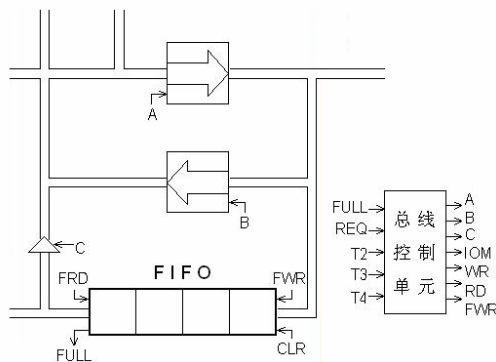 A
B
C
FIFO
FRD
FWR
FULL
CLR
FULL
REQ
T2
T3
T4
总线
控制
单元
A
B
C
IOM
WR
RD
FWR